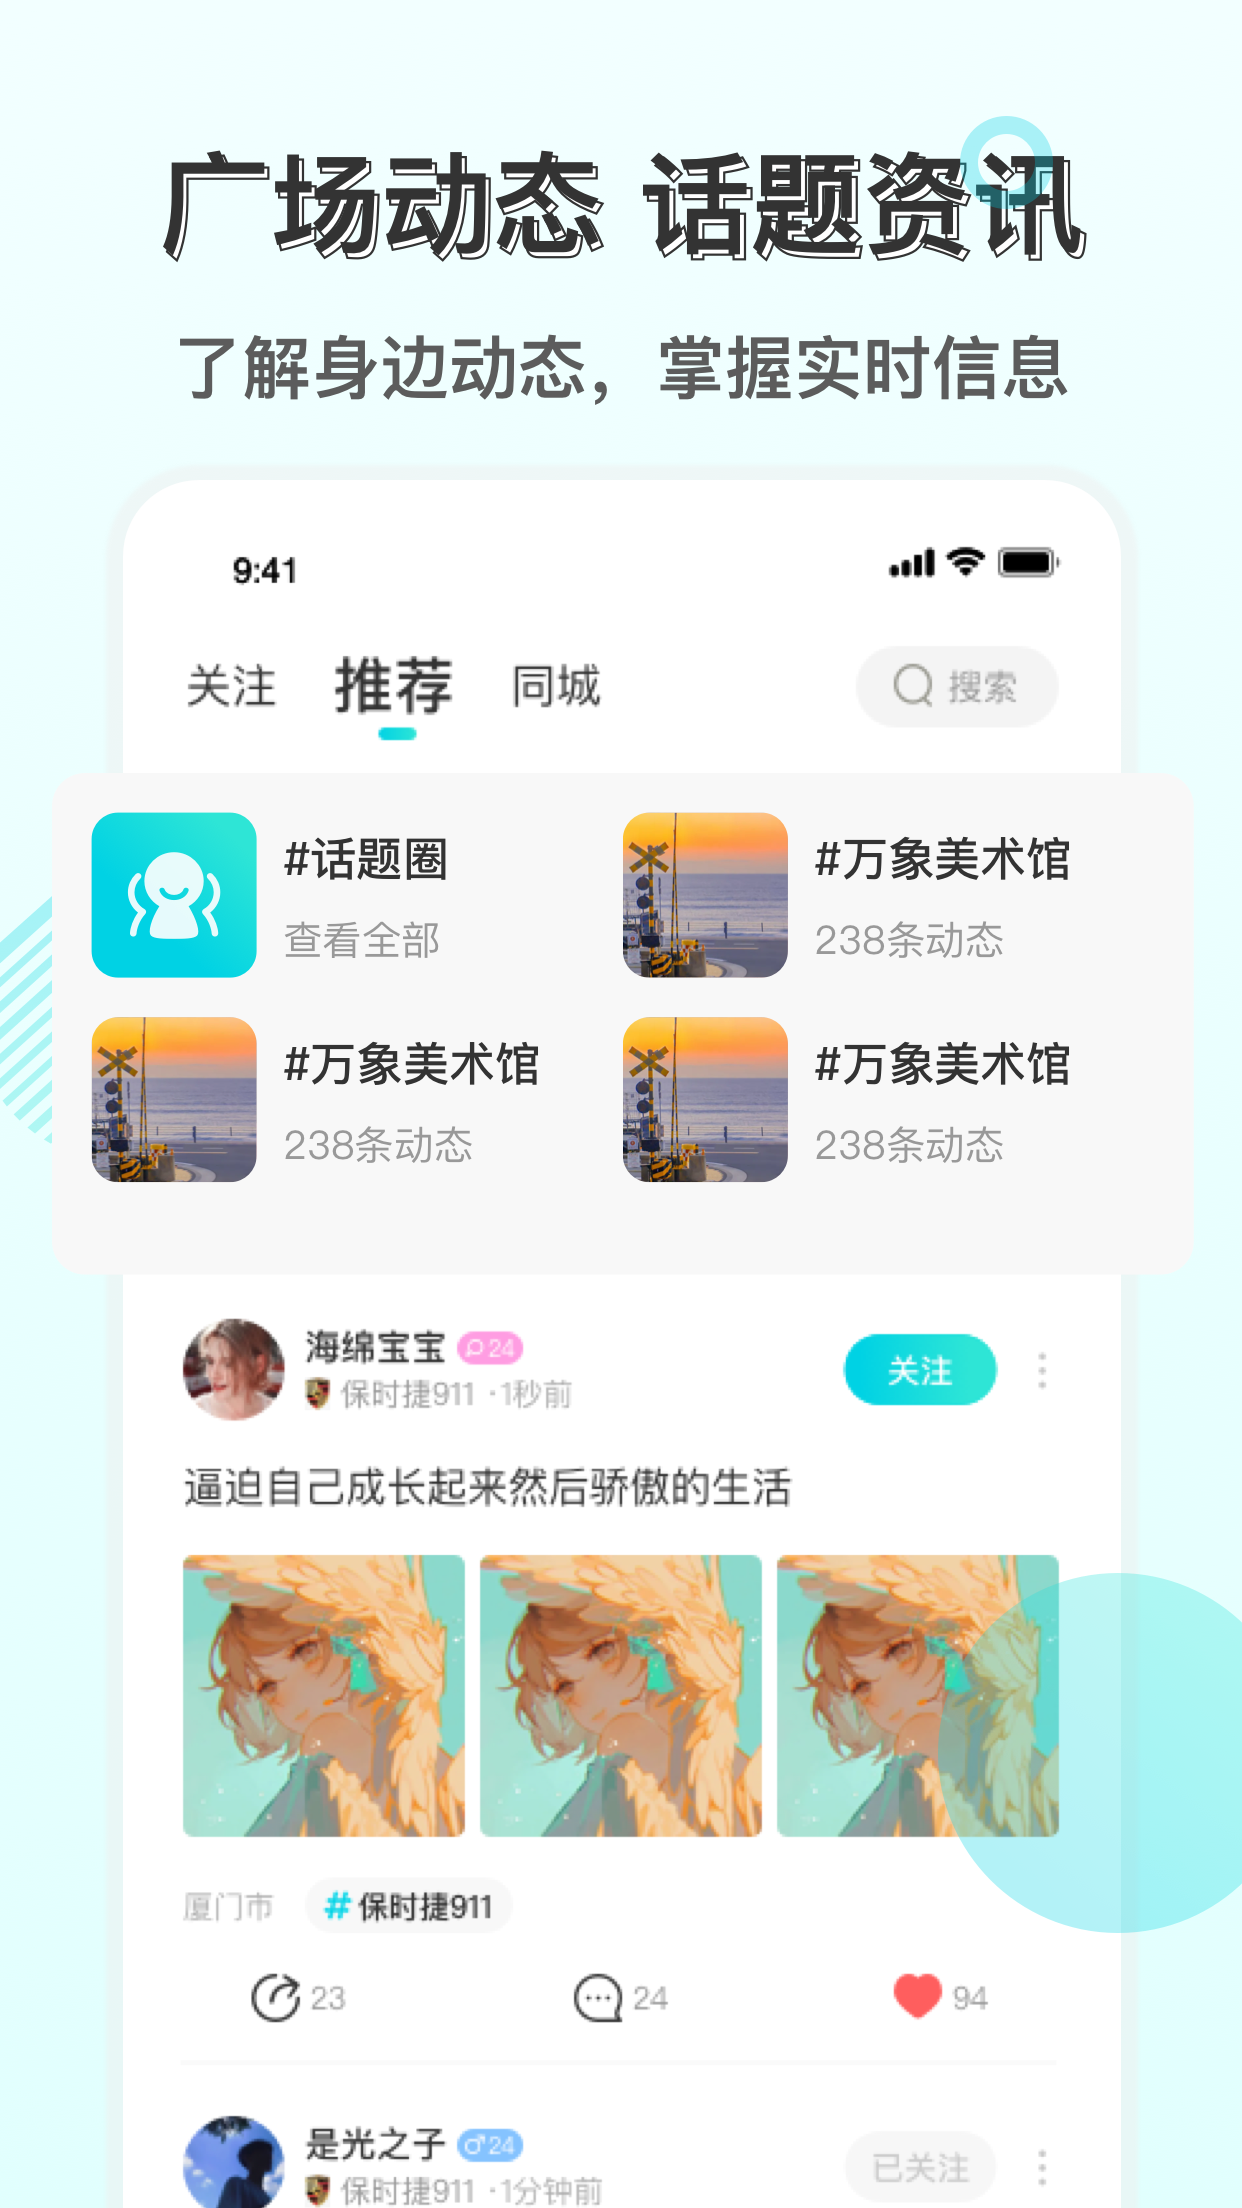 广场动态 话题资讯
了解身边动态，掌握实时信息
9:41
关注 推荐 同城 搜索
#话题圈 #万象美术馆
查看全部 238条动态
#万象美术馆 #万象美术馆
238条动态 238条动态
海绵宝宝 24
保时捷911 ·1秒前
关注
逼迫自己成长起来然后骄傲的生活
厦门市 #保时捷911
23 24 94
是光之子 24
保时捷911 ·1分钟前
已关注